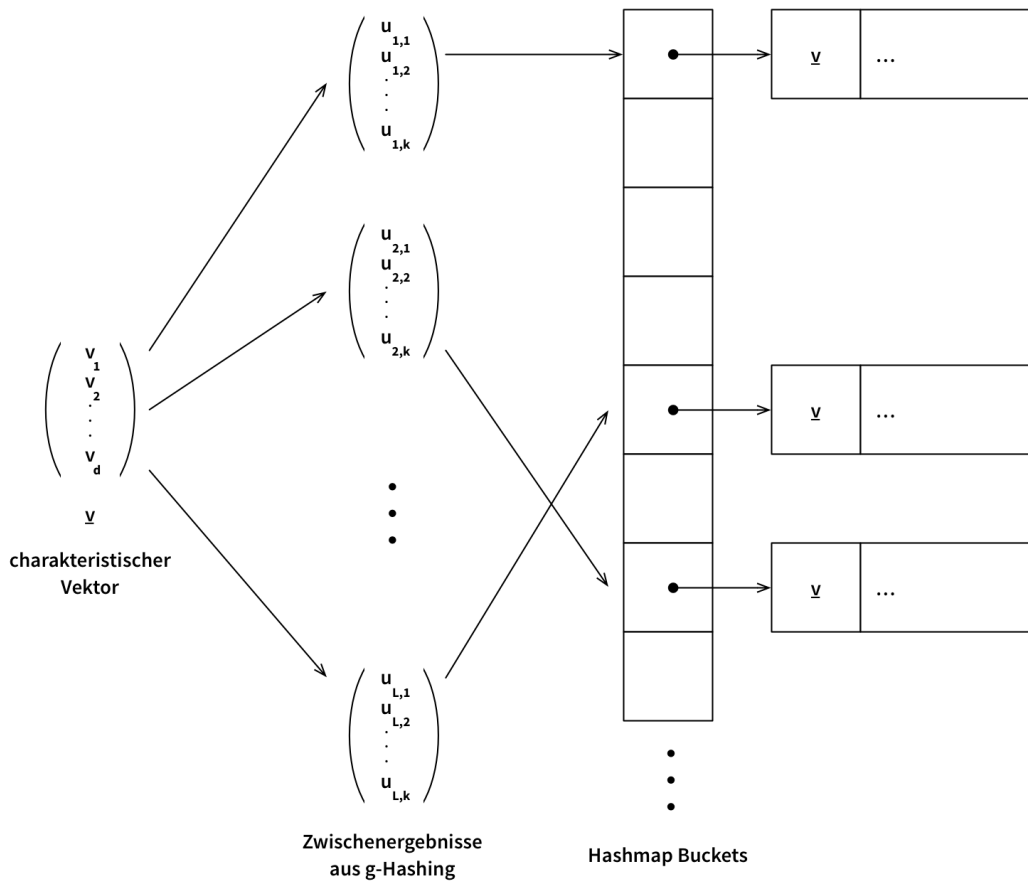 v1
v2
.
.
.
vd
v
charakteristischer
Vektor
u1,1
u1,2
.
.
.
u1,k
u2,1
u2,2
.
.
.
u2,k
uL,1
uL,2
.
.
.
uL,k
Zwischenergebnisse
aus g-Hashing
Hashmap Buckets
v ...
v ...
v ...